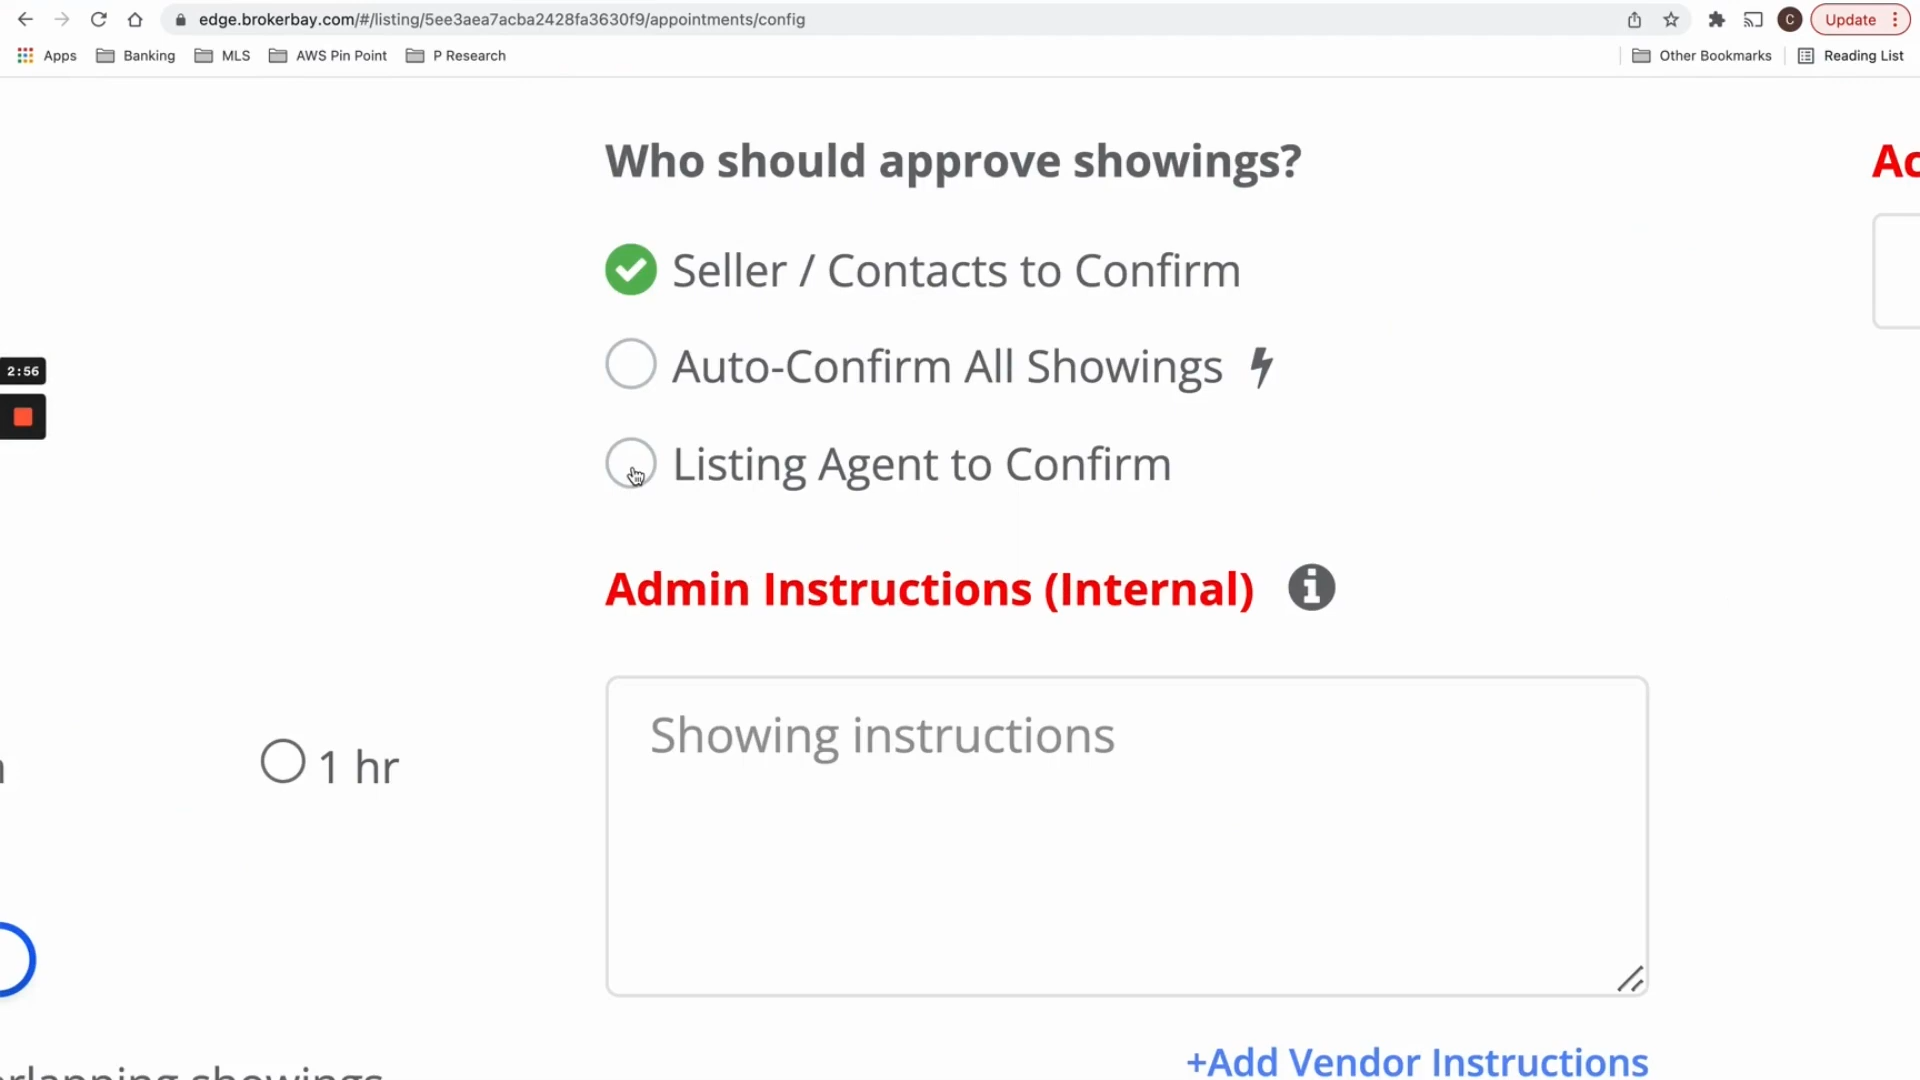 edge.brokerbay.com/#/listing/5ee3aea7acba2428fa3630f9/appointments/config
C
Update
Apps
Banking
MLS
AWS Pin Point
P Research
Other Bookmarks
Reading List
Who should approve showings?
Seller / Contacts to Confirm
Auto-Confirm All Showings
Listing Agent to Confirm
2:56
Admin Instructions (Internal)
Showing instructions
1 hr
+Add Vendor Instructions
showings